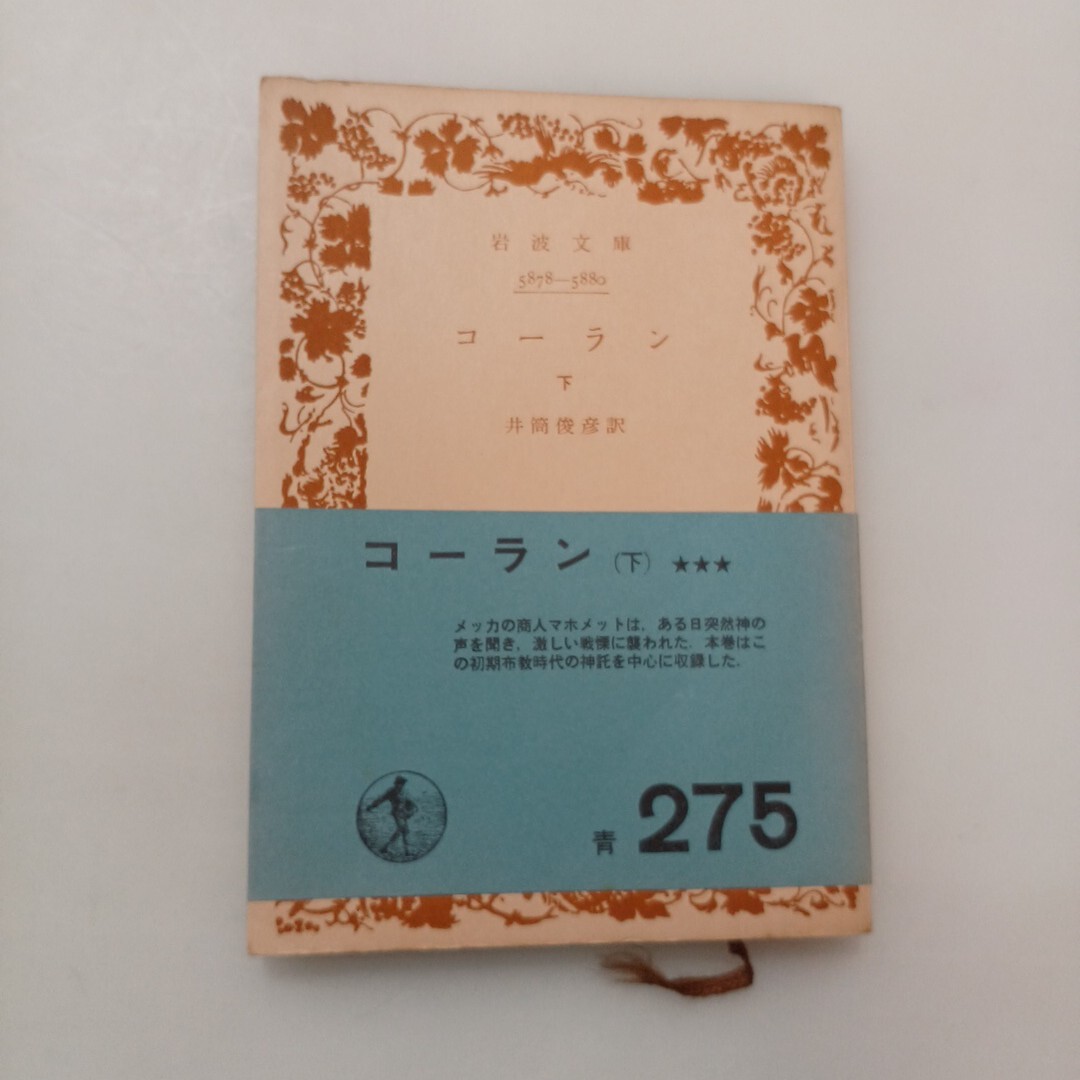 岩波文庫
5878—5880
コーラン
下
井筒俊彦訳
コーラン(下) ★★★
メッカの商人マホメットは，ある日突然神の
声を聞き，激しい戦慄に襲われた．本巻はこ
の初期布教時代の神託を中心に収録した．
青 275